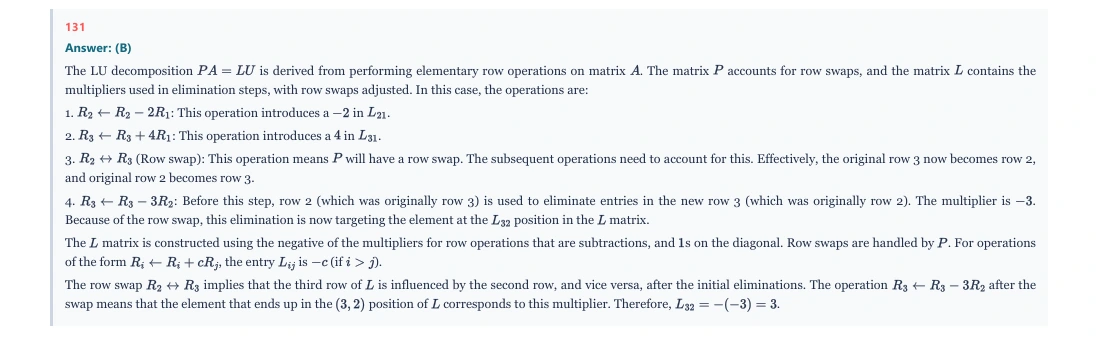 131
Answer: (B)
The LU decomposition PA = LU is derived from performing elementary row operations on matrix A. The matrix P accounts for row swaps, and the matrix L contains the
multipliers used in elimination steps, with row swaps adjusted. In this case, the operations are:
1. R₂ ← R₂ − 2R₁: This operation introduces a −2 in L₂₁.
2. R₃ ← R₃ + 4R₁: This operation introduces a 4 in L₃₁.
3. R₂ ↔ R₃ (Row swap): This operation means P will have a row swap. The subsequent operations need to account for this. Effectively, the original row 3 now becomes row 2,
and original row 2 becomes row 3.
4. R₃ ← R₃ − 3R₂: Before this step, row 2 (which was originally row 3) is used to eliminate entries in the new row 3 (which was originally row 2). The multiplier is −3.
Because of the row swap, this elimination is now targeting the element at the L₃₂ position in the L matrix.
The L matrix is constructed using the negative of the multipliers for row operations that are subtractions, and 1s on the diagonal. Row swaps are handled by P. For operations
of the form Rᵢ ← Rᵢ + cRⱼ, the entry Lᵢⱼ is −c (if i > j).
The row swap R₂ ↔ R₃ implies that the third row of L is influenced by the second row, and vice versa, after the initial eliminations. The operation R₃ ← R₃ − 3R₂ after the
swap means that the element that ends up in the (3, 2) position of L corresponds to this multiplier. Therefore, L₃₂ = −(−3) = 3.